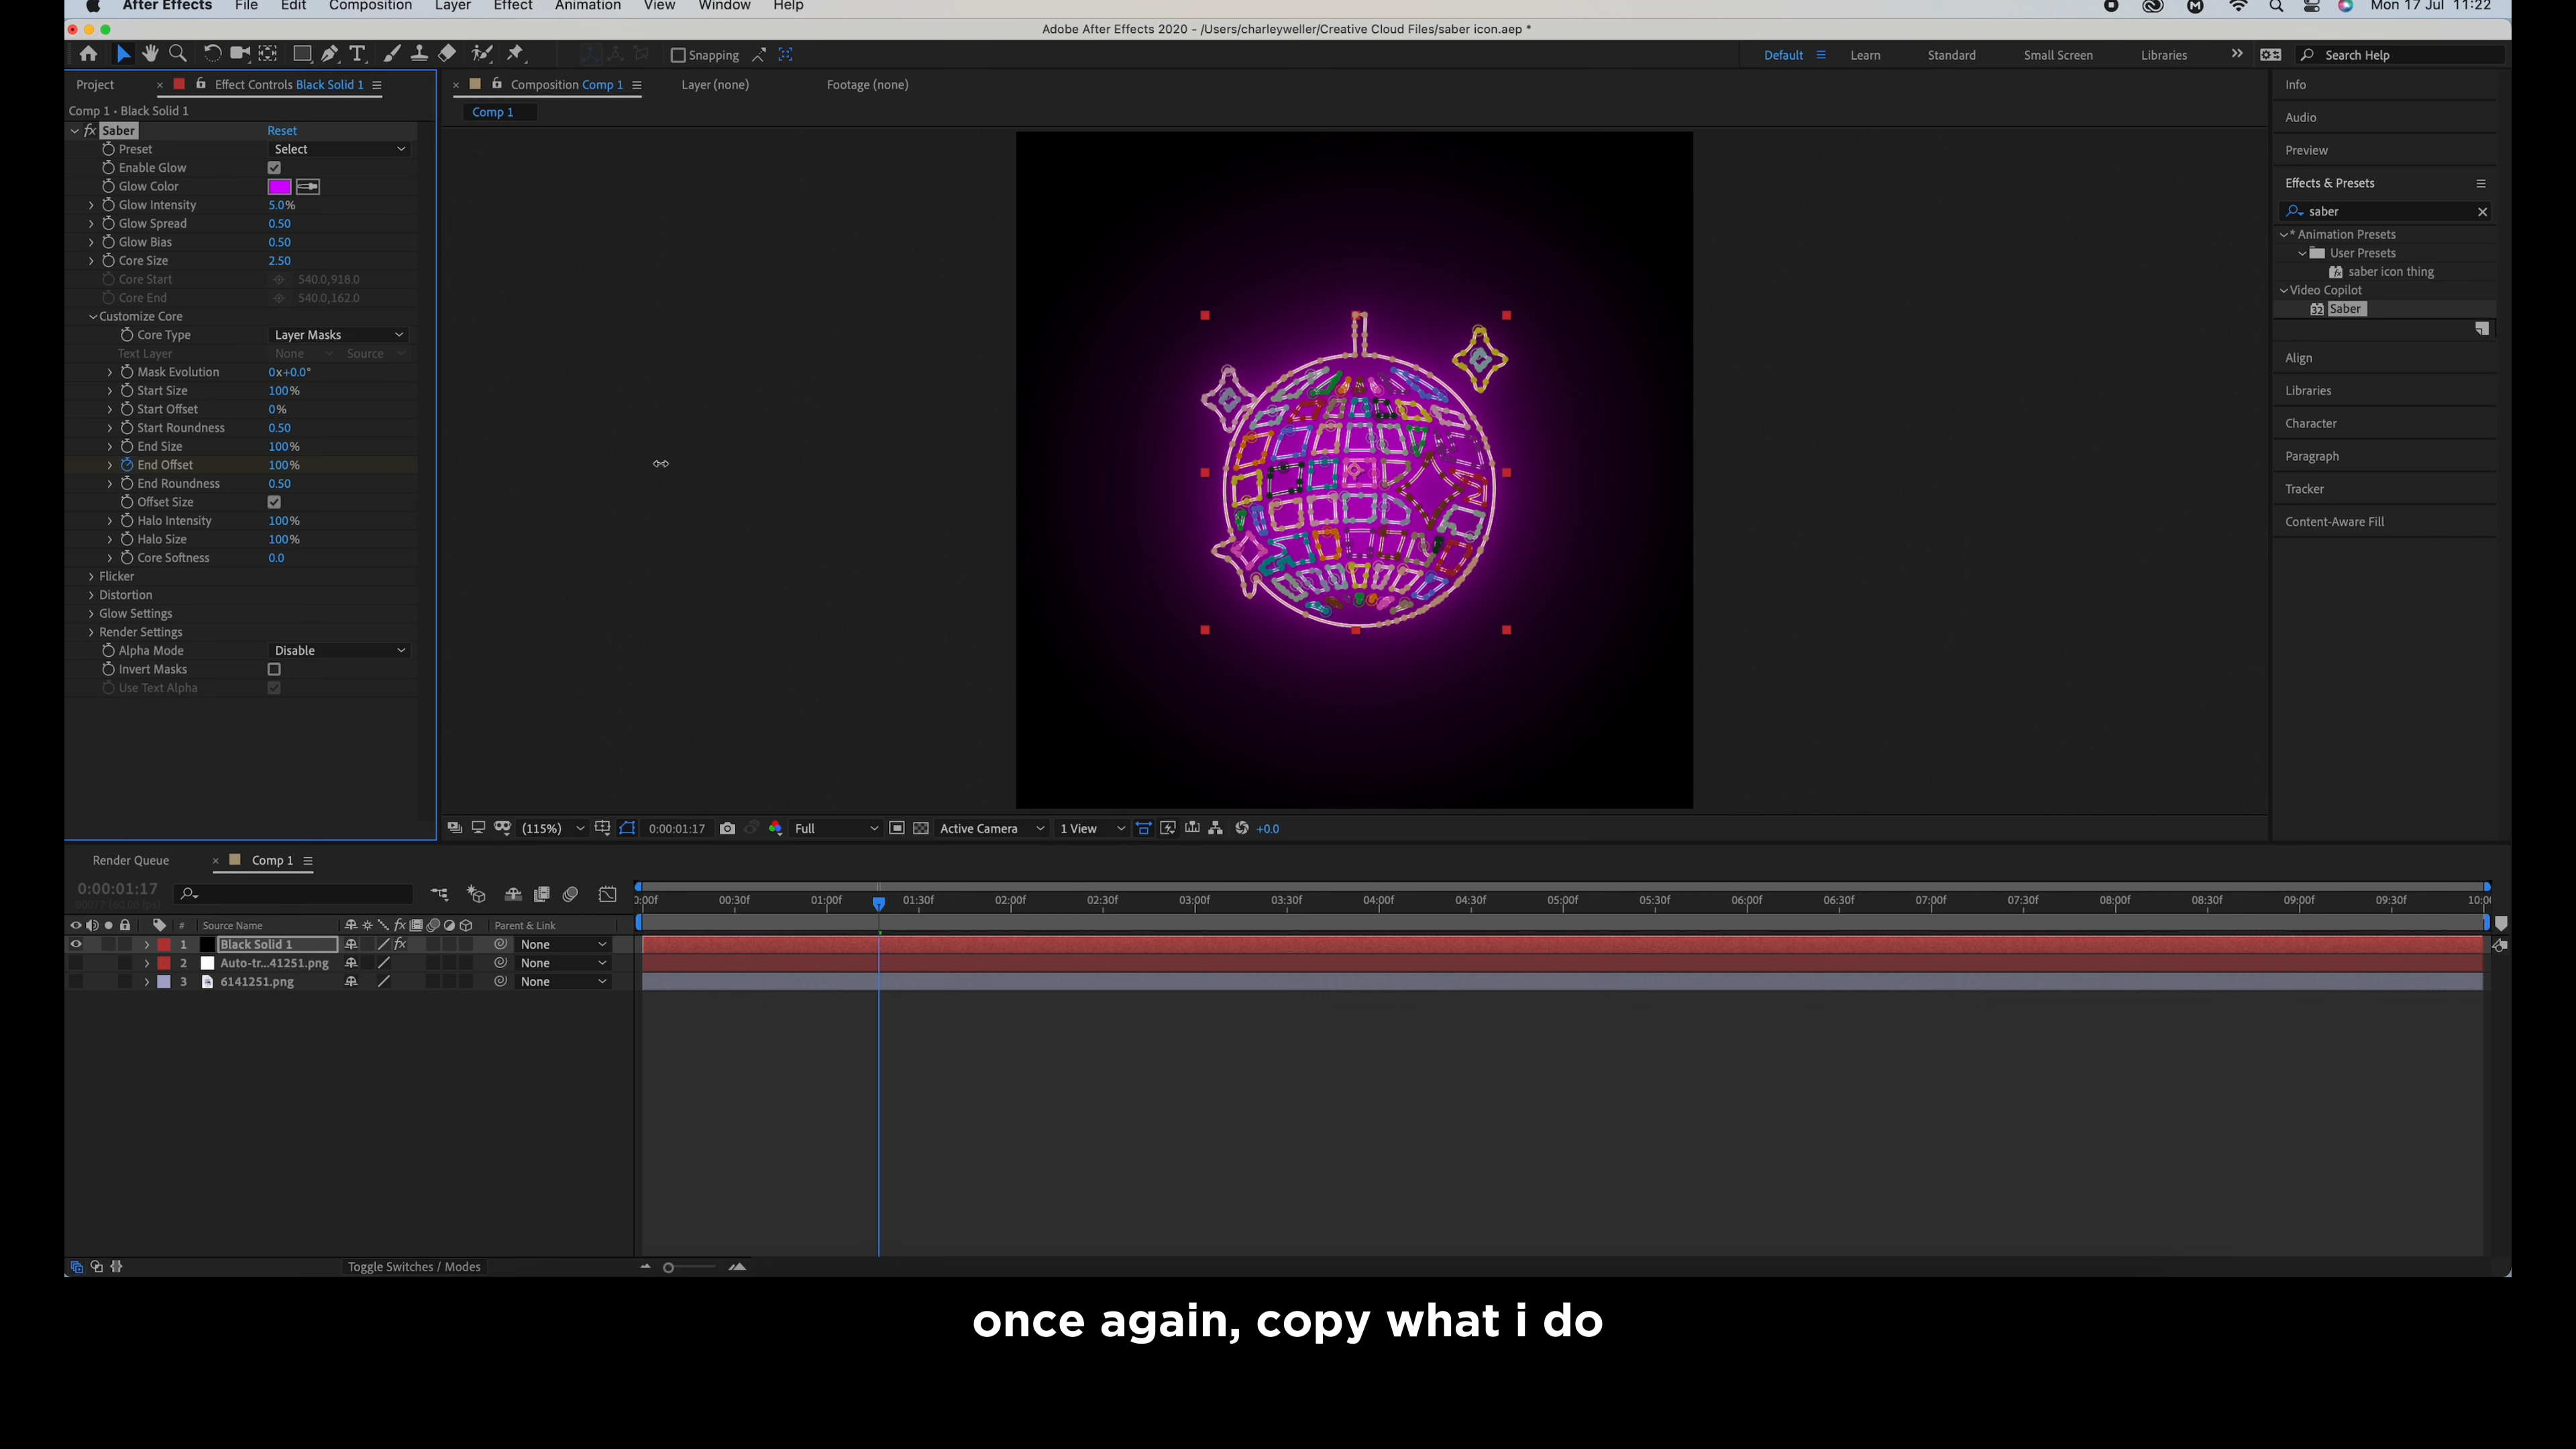 After Effects File Edit Composition Layer Effect Animation View Window Help Mon 17 Jul 11:22
Adobe After Effects 2020 - /Users/charleyweller/Creative Cloud Files/saber icon.aep *
Snapping Default Learn Standard Small Screen Libraries Search Help
Project Effect Controls Black Solid 1
Comp 1 • Black Solid 1
fx Saber Reset
Preset Select
Enable Glow
Glow Color
Glow Intensity 5.0%
Glow Spread 0.50
Glow Bias 0.50
Core Size 2.50
Core Start 540.0,918.0
Core End 540.0,162.0
Customize Core
Core Type Layer Masks
Text Layer None Source
Mask Evolution 0x+0.0°
Start Size 100%
Start Offset 0%
Start Roundness 0.50
End Size 100%
End Offset 100%
End Roundness 0.50
Offset Size
Halo Intensity 100%
Halo Size 100%
Core Softness 0.0
Flicker
Distortion
Glow Settings
Render Settings
Alpha Mode Disable
Invert Masks
Use Text Alpha
Composition Comp 1 Layer (none) Footage (none)
Comp 1
(115%) 0:00:01:17 Full Active Camera 1 View +0.0
Info
Audio
Preview
Effects & Presets
saber
* Animation Presets
User Presets
saber icon thing
Video Copilot
32 Saber
Align
Libraries
Character
Paragraph
Tracker
Content-Aware Fill
Render Queue Comp 1
0:00:01:17
00077 (60.00 fps)
:00f 00:30f 01:00f 01:30f 02:00f 02:30f 03:00f 03:30f 04:00f 04:30f 05:00f 05:30f 06:00f 06:30f 07:00f 07:30f 08:00f 08:30f 09:00f 09:30f 10:0
# Source Name fx Parent & Link
1 Black Solid 1 fx None
2 Auto-tr...41251.png None
3 6141251.png None
Toggle Switches / Modes
once again, copy what i do